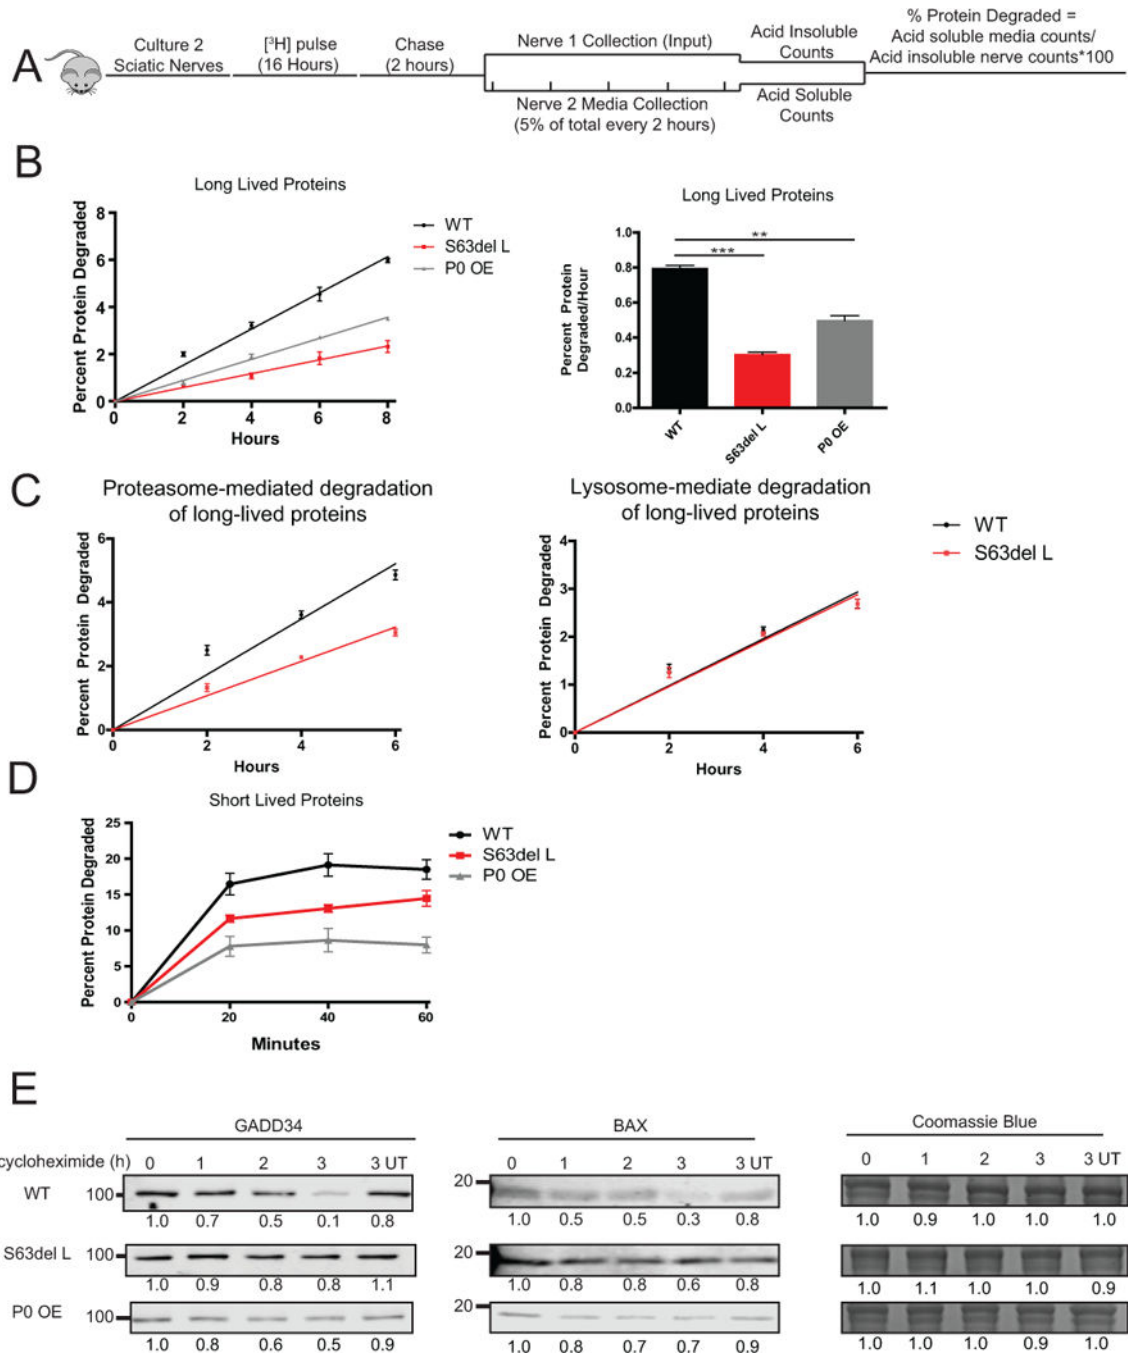 A
Culture 2
Sciatic Nerves
[³H] pulse
(16 Hours)
Chase
(2 hours)
Nerve 1 Collection (Input)
Nerve 2 Media Collection
(5% of total every 2 hours)
Acid Insoluble
Counts
Acid Soluble
Counts
% Protein Degraded =
Acid soluble media counts/
Acid insoluble nerve counts*100
B
Long Lived Proteins
Percent Protein Degraded
8
6
4
2
0
0 2 4 6 8
Hours
WT
S63del L
P0 OE
Long Lived Proteins
Percent Protein
Degraded/Hour
1.0
0.8
0.6
0.4
0.2
0.0
**
***
WT
S63del L
P0 OE
C
Proteasome-mediated degradation
of long-lived proteins
Percent Protein Degraded
6
4
2
0
0 2 4 6
Hours
Lysosome-mediate degradation
of long-lived proteins
Percent Protein Degraded
4
3
2
1
0
0 2 4 6
Hours
WT
S63del L
D
Short Lived Proteins
Percent Protein Degraded
25
20
15
10
5
0
0 20 40 60
Minutes
WT
S63del L
P0 OE
E
GADD34
BAX
Coomassie Blue
cycloheximide (h) 0 1 2 3 3 UT
0 1 2 3 3 UT
0 1 2 3 3 UT
WT
100
20
1.0 0.7 0.5 0.1 0.8
1.0 0.5 0.5 0.3 0.8
1.0 0.9 1.0 1.0 1.0
S63del L
100
20
1.0 0.9 0.8 0.8 1.1
1.0 0.8 0.8 0.6 0.8
1.0 1.1 1.0 1.0 0.9
P0 OE
100
20
1.0 0.8 0.6 0.5 0.9
1.0 0.8 0.7 0.7 0.9
1.0 1.0 1.0 0.9 1.0